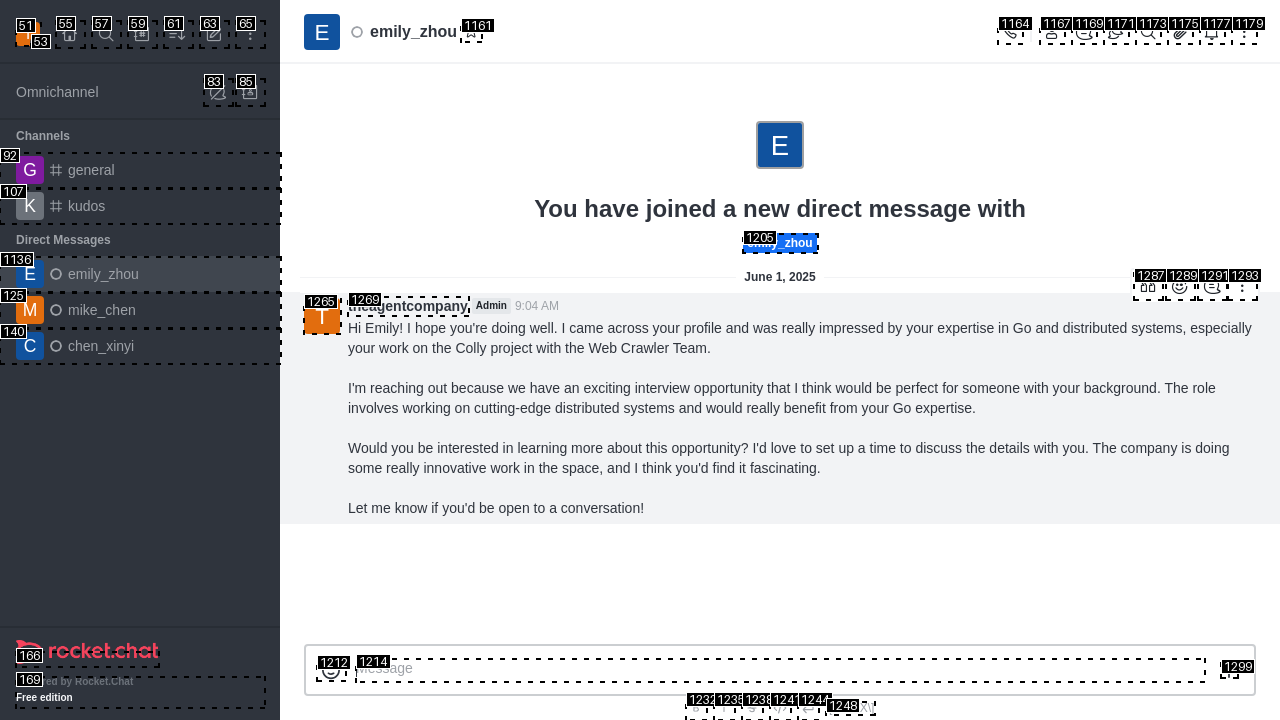 51
53
55
57
59
61
63
65
E
emily_zhou
1161
1164
1167
1169
1171
1173
1175
1177
1179
Omnichannel
83
85
Channels
92
G
general
107
K
kudos
Direct Messages
1136
E
emily_zhou
125
M
mike_chen
140
C
chen_xinyi
166
rocket.chat
169
by Rocket.Chat
Free edition
E
You have joined a new direct message with
1205
_zhou
June 1, 2025
1287
1289
1291
1293
1265
T
1269
theagentcompany Admin 9:04 AM
Hi Emily! I hope you're doing well. I came across your profile and was really impressed by your expertise in Go and distributed systems, especially
your work on the Colly project with the Web Crawler Team.
I'm reaching out because we have an exciting interview opportunity that I think would be perfect for someone with your background. The role
involves working on cutting-edge distributed systems and would really benefit from your Go expertise.
Would you be interested in learning more about this opportunity? I'd love to set up a time to discuss the details with you. The company is doing
some really innovative work in the space, and I think you'd find it fascinating.
Let me know if you'd be open to a conversation!
1212
1214
Message
1299
1232
1235
1238
1241
1244
1248